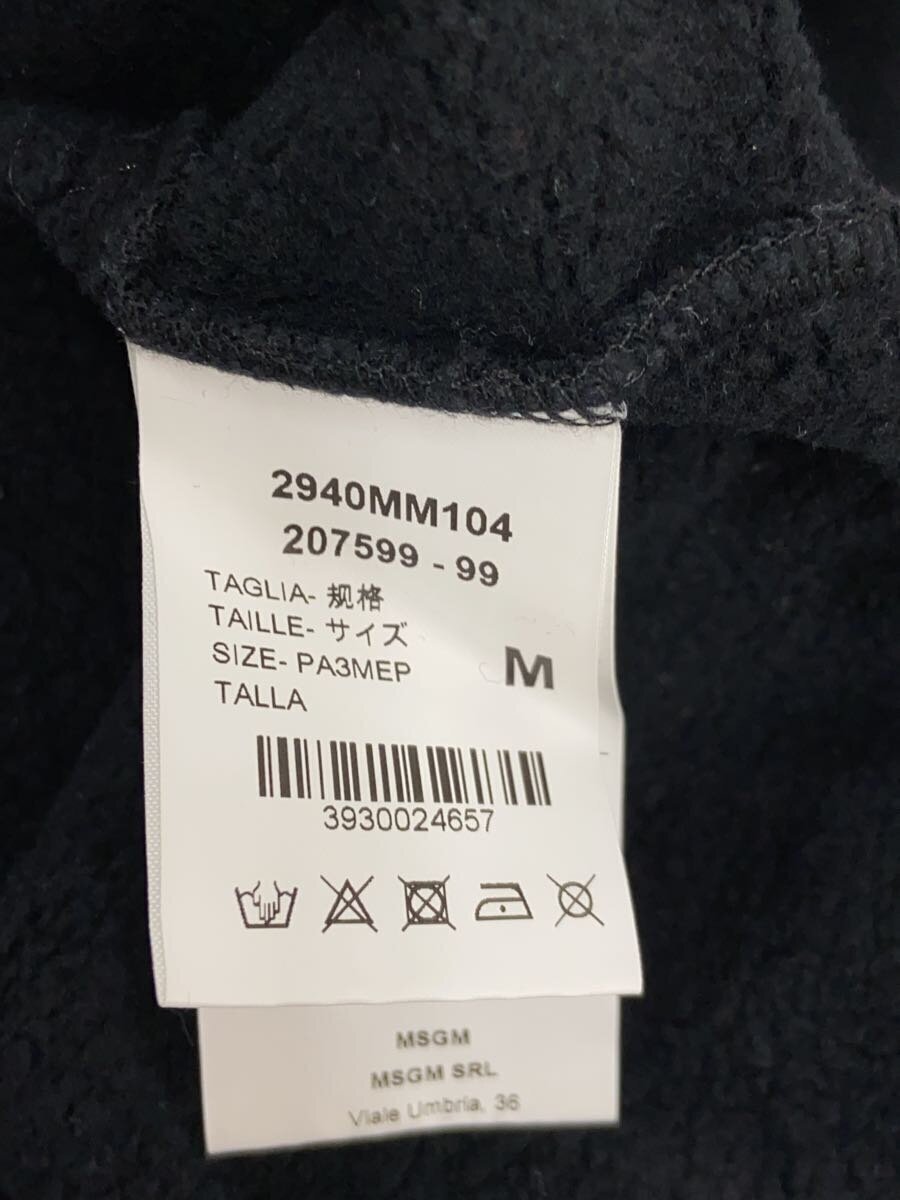 2940MM104
207599 - 99
TAGLIA- 规格
TAILLE- サイズ
SIZE- PA3MEP
TALLA
M
3930024657
MSGM
MSGM SRL
Viale Umbria, 36